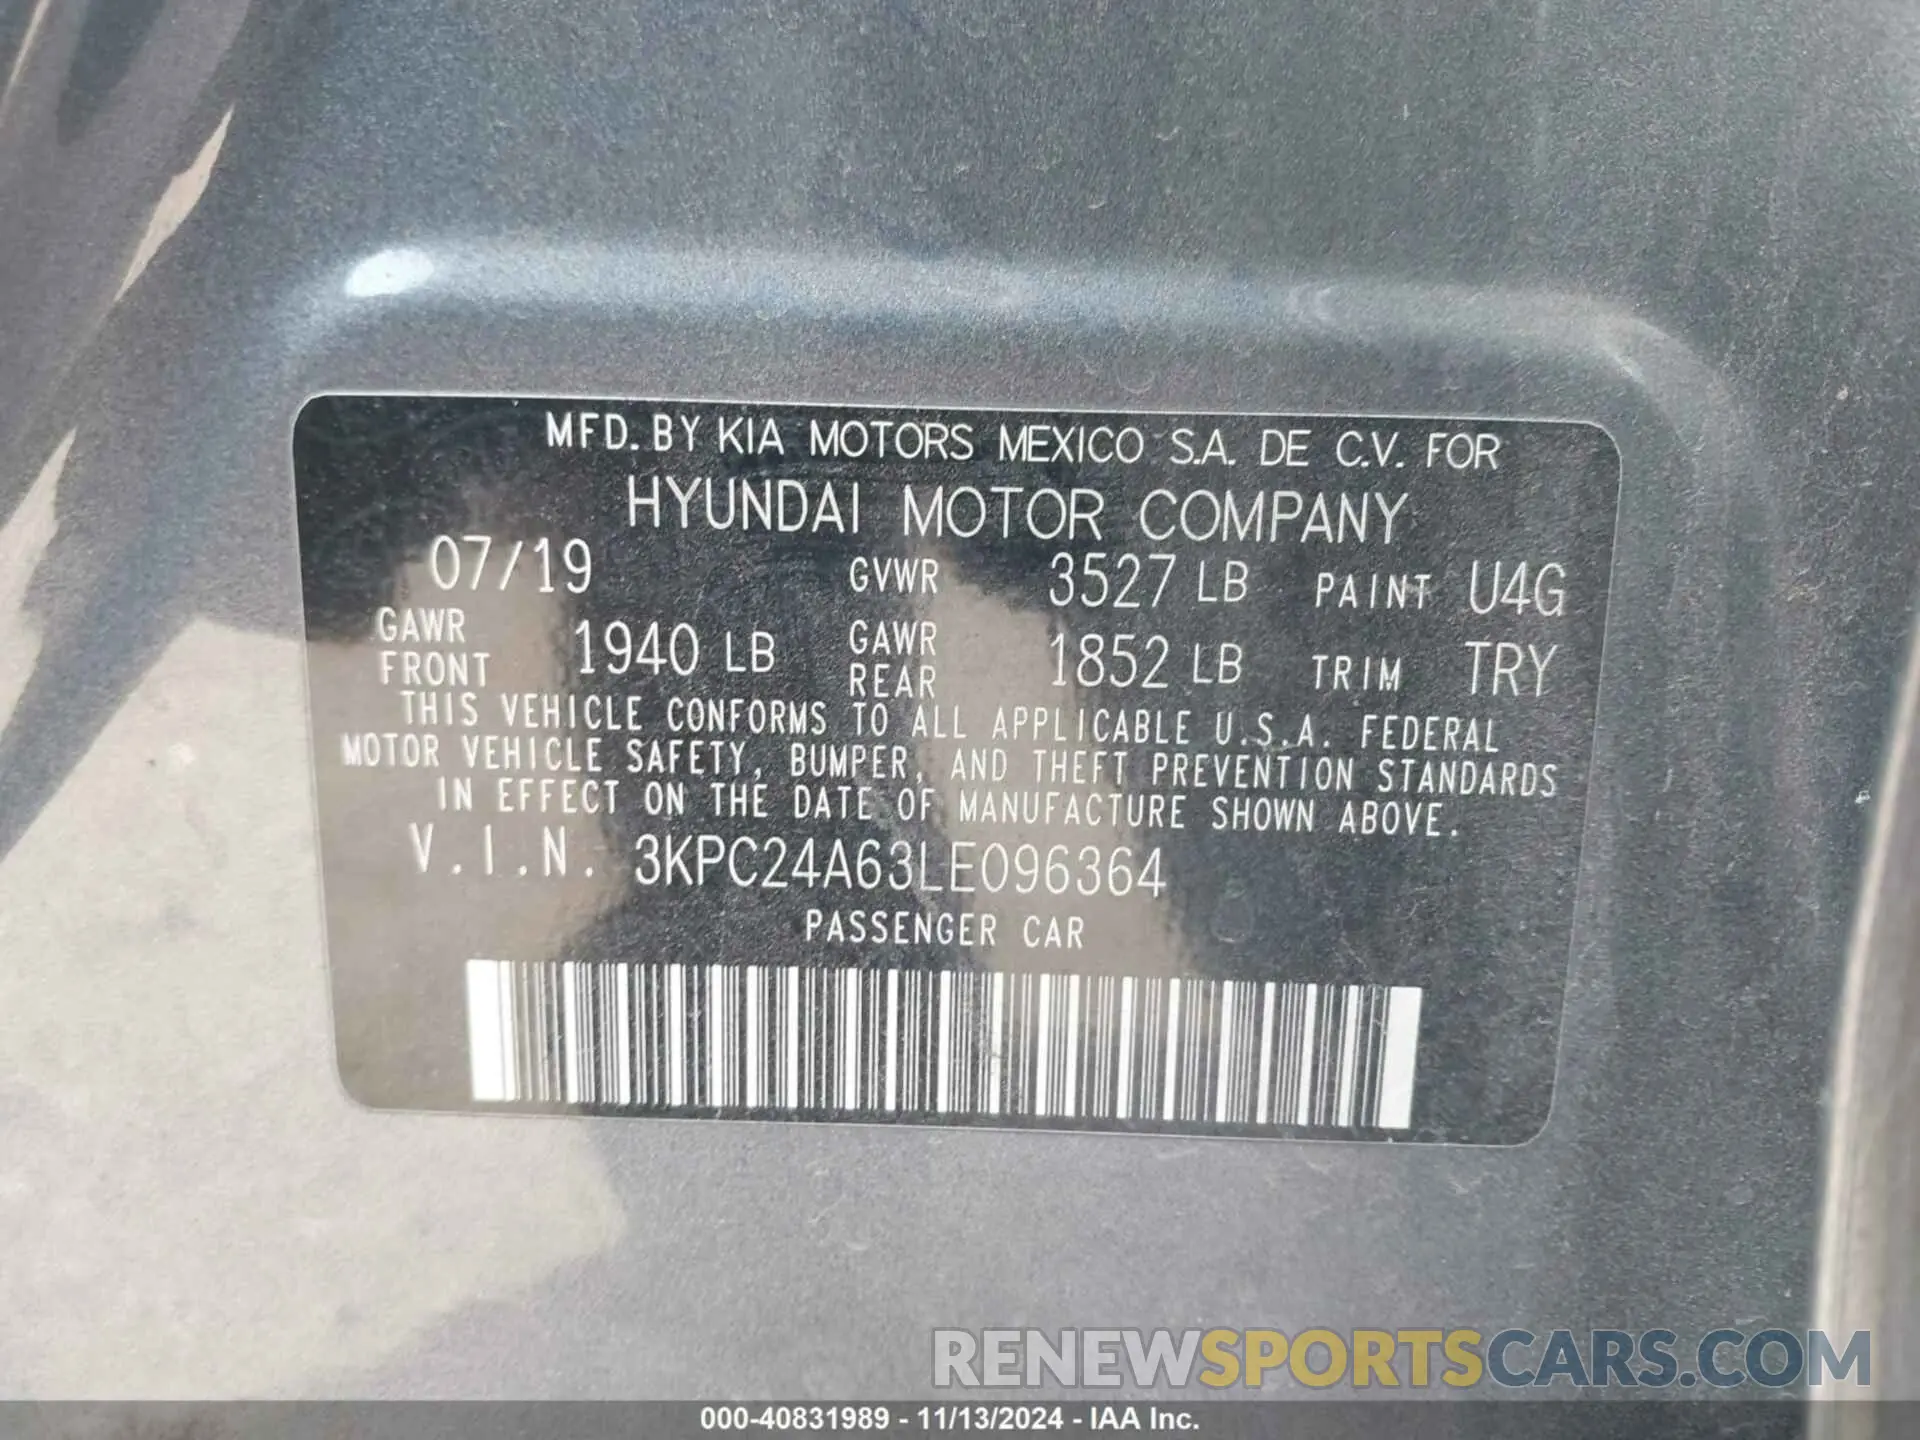 MFD. BY KIA MOTORS MEXICO S.A. DE C.V. FOR
HYUNDAI MOTOR COMPANY
07/19 GVWR 3527 LB PAINT U4G
GAWR FRONT 1940 LB GAWR REAR 1852 LB TRIM TRY
THIS VEHICLE CONFORMS TO ALL APPLICABLE U.S.A. FEDERAL
MOTOR VEHICLE SAFETY, BUMPER, AND THEFT PREVENTION STANDARDS
IN EFFECT ON THE DATE OF MANUFACTURE SHOWN ABOVE.
V.I.N. 3KPC24A63LE096364
PASSENGER CAR
RENEWSPORTSCARS.COM
000-40831989 - 11/13/2024 - IAA Inc.